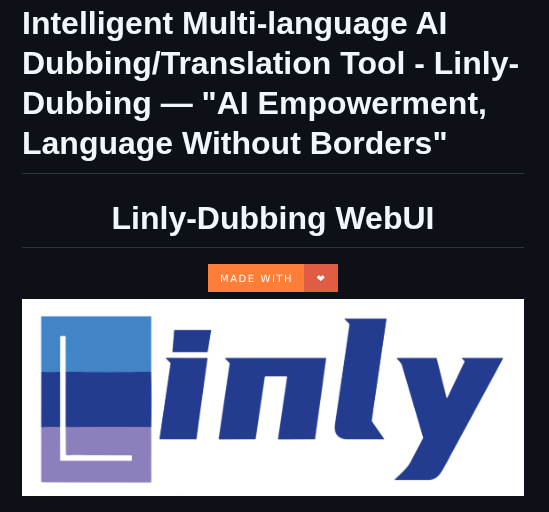 Intelligent Multi-language AI
Dubbing/Translation Tool - Linly-
Dubbing — "AI Empowerment,
Language Without Borders"
Linly-Dubbing WebUI
MADE WITH ❤
Linly